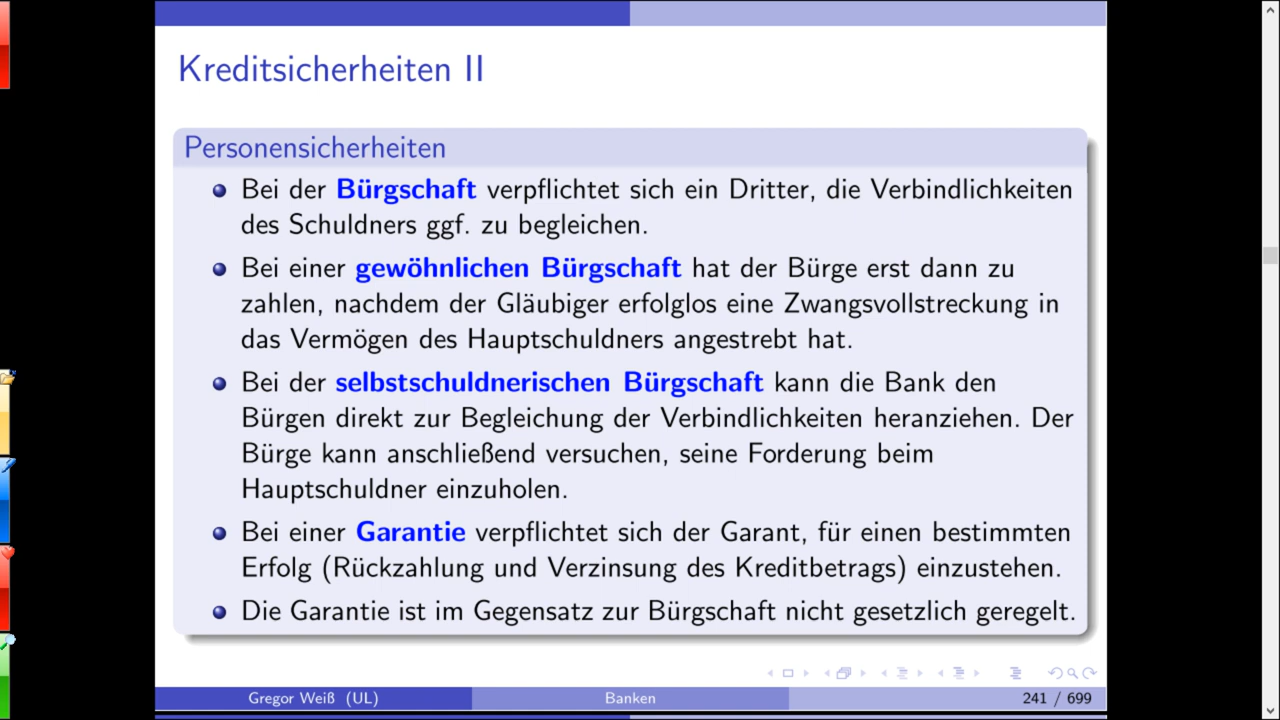 Kreditsicherheiten II
Personensicherheiten
Bei der Bürgschaft verpflichtet sich ein Dritter, die Verbindlichkeiten
des Schuldners ggf. zu begleichen.
Bei einer gewöhnlichen Bürgschaft hat der Bürge erst dann zu
zahlen, nachdem der Gläubiger erfolglos eine Zwangsvollstreckung in
das Vermögen des Hauptschuldners angestrebt hat.
Bei der selbstschuldnerischen Bürgschaft kann die Bank den
Bürgen direkt zur Begleichung der Verbindlichkeiten heranziehen. Der
Bürge kann anschließend versuchen, seine Forderung beim
Hauptschuldner einzuholen.
Bei einer Garantie verpflichtet sich der Garant, für einen bestimmten
Erfolg (Rückzahlung und Verzinsung des Kreditbetrags) einzustehen.
Die Garantie ist im Gegensatz zur Bürgschaft nicht gesetzlich geregelt.
Gregor Weiß (UL) Banken 241 / 699